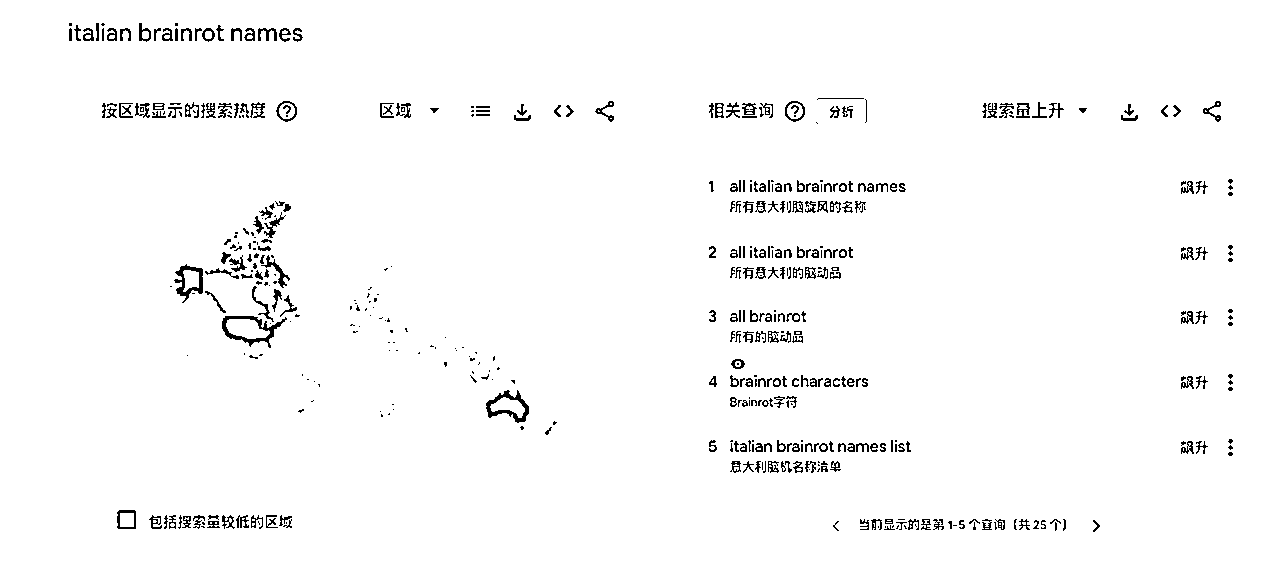 italian brainrot names
按区域显示的搜索热度
区域
相关查询
分析
搜索量上升
1 all italian brainrot names 飙升
所有意大利脑旋风的名称
2 all italian brainrot 飙升
所有意大利的脑动品
3 all brainrot 飙升
所有的脑动品
4 brainrot characters 飙升
Brainrot字符
5 italian brainrot names list 飙升
意大利脑机名称清单
包括搜索量较低的区域
当前显示的是第 1-5 个查询（共 25 个）